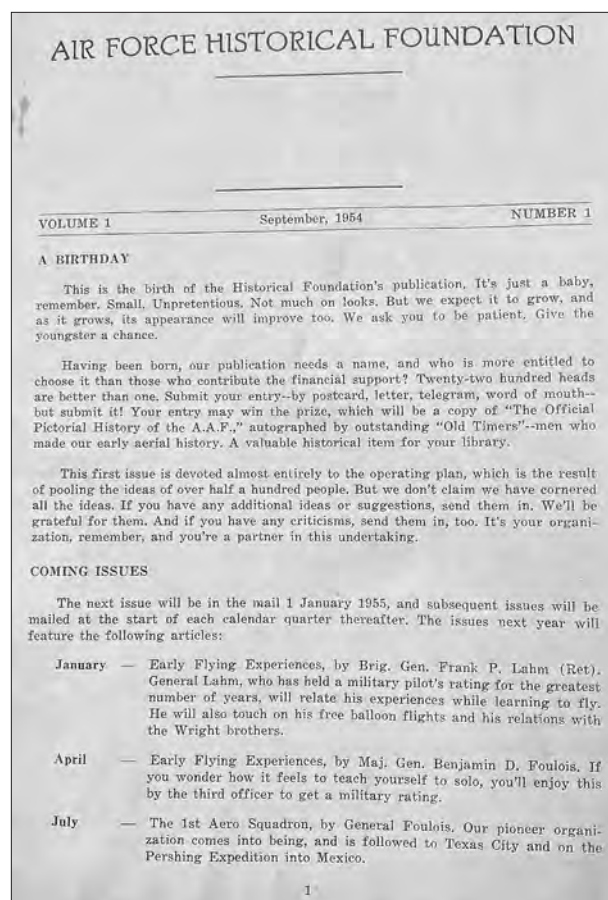 AIR FORCE HISTORICAL FOUNDATION
VOLUME 1 September, 1954 NUMBER 1
A BIRTHDAY
This is the birth of the Historical Foundation's publication. It's just a baby,
remember. Small. Unpretentious. Not much on looks. But we expect it to grow, and
as it grows, its appearance will improve too. We ask you to be patient. Give the
youngster a chance.
Having been born, our publication needs a name, and who is more entitled to
choose it than those who contribute the financial support? Twenty-two hundred heads
are better than one. Submit your entry--by postcard, letter, telegram, word of mouth--
but submit it! Your entry may win the prize, which will be a copy of "The Official
Pictorial History of the A.A.F.," autographed by outstanding "Old Timers"--men who
made our early aerial history. A valuable historical item for your library.
This first issue is devoted almost entirely to the operating plan, which is the result
of pooling the ideas of over half a hundred people. But we don't claim we have cornered
all the ideas. If you have any additional ideas or suggestions, send them in. We'll be
grateful for them. And if you have any criticisms, send them in, too. It's your organi-
zation, remember, and you're a partner in this undertaking.
COMING ISSUES
The next issue will be in the mail 1 January 1955, and subsequent issues will be
mailed at the start of each calendar quarter thereafter. The issues next year will
feature the following articles:
January — Early Flying Experiences, by Brig. Gen. Frank P. Lahm (Ret).
General Lahm, who has held a military pilot's rating for the greatest
number of years, will relate his experiences while learning to fly.
He will also touch on his free balloon flights and his relations with
the Wright brothers.
April — Early Flying Experiences, by Maj. Gen. Benjamin D. Foulois. If
you wonder how it feels to teach yourself to solo, you'll enjoy this
by the third officer to get a military rating.
July — The 1st Aero Squadron, by General Foulois. Our pioneer organi-
zation comes into being, and is followed to Texas City and on the
Pershing Expedition into Mexico.
1